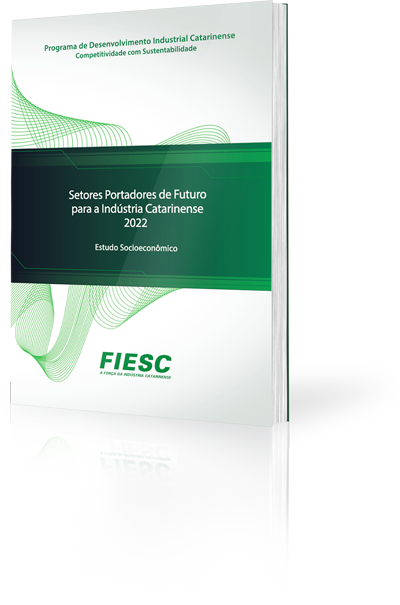 Programa de Desenvolvimento Industrial Catarinense
Competitividade com Sustentabilidade
Setores Portadores de Futuro
para a Indústria Catarinense
2022
Estudo Socioeconômico
FIESC
A FORÇA DA INDÚSTRIA CATARINENSE